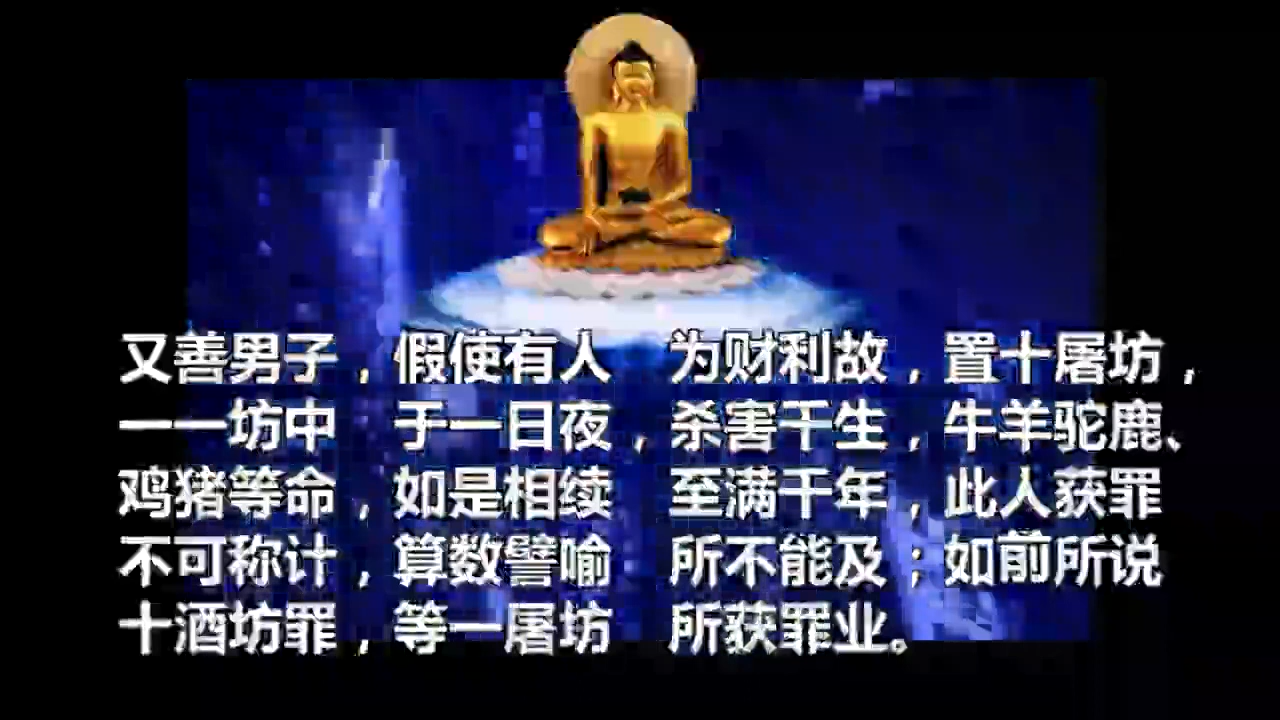 又善男子，假使有人 为财利故，置十屠坊，
一一坊中 于一日夜，杀害千生，牛羊驼鹿、
鸡猪等命，如是相续 至满千年，此人获罪
不可称计，算数譬喻 所不能及；如前所说
十酒坊罪，等一屠坊 所获罪业。